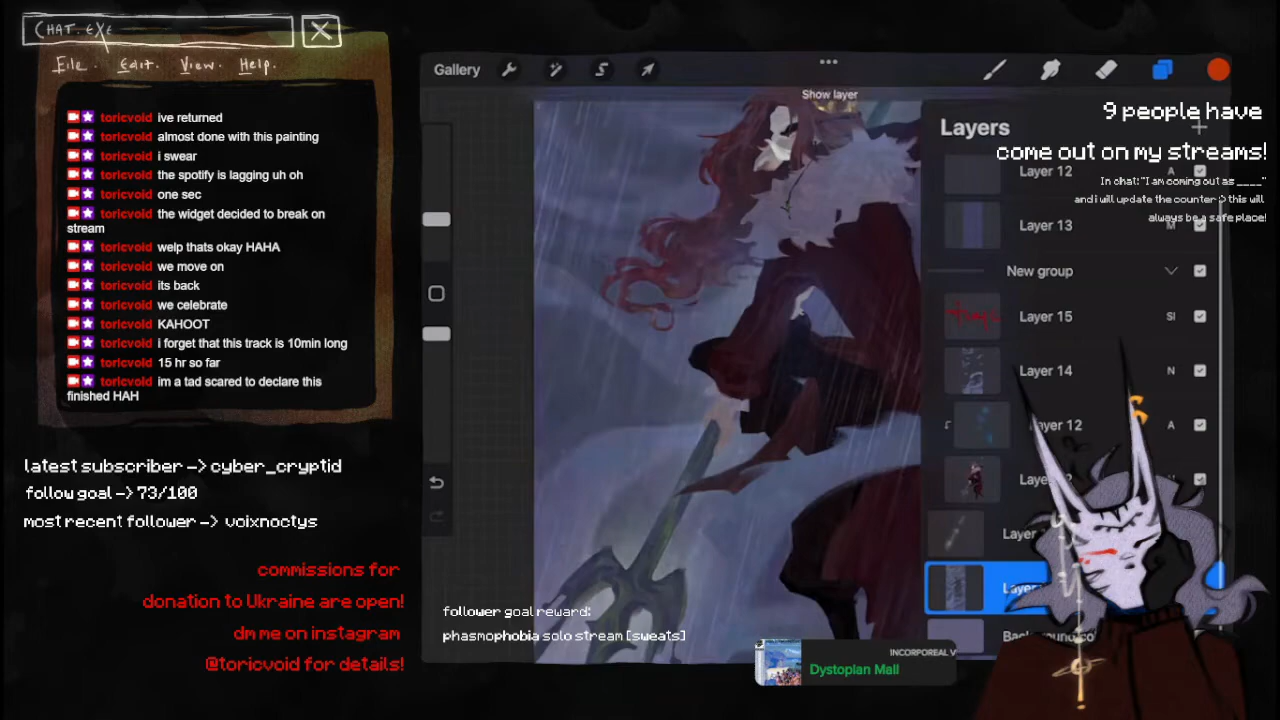 CHAT.EXE
File. Edit. View. Help.
toricvoid ive returned
toricvoid almost done with this painting
toricvoid i swear
toricvoid the spotify is lagging uh oh
toricvoid one sec
toricvoid the widget decided to break on
stream
toricvoid welp thats okay HAHA
toricvoid we move on
toricvoid its back
toricvoid we celebrate
toricvoid KAHOOT
toricvoid i forget that this track is 10min long
toricvoid 15 hr so far
toricvoid im a tad scared to declare this
finished HAH
latest subscriber -> cyber_cryptid
follow goal -> 73/100
most recent follower -> voixnoctys
commissions for
donation to Ukraine are open!
dm me on instagram
@toricvoid for details!
Gallery
Show layer
follower goal reward:
phasmophobia solo stream [sweats]
Layers
9 people have
come out on my streams!
In chat: "I am coming out as ____"
and i will update the counter :> this will
always be a safe place!
Layer 12 A
Layer 13 M
New group
Layer 15 Sl
Layer 14 N
Layer 12 A
INCORPOREAL V
Dystopian Mall